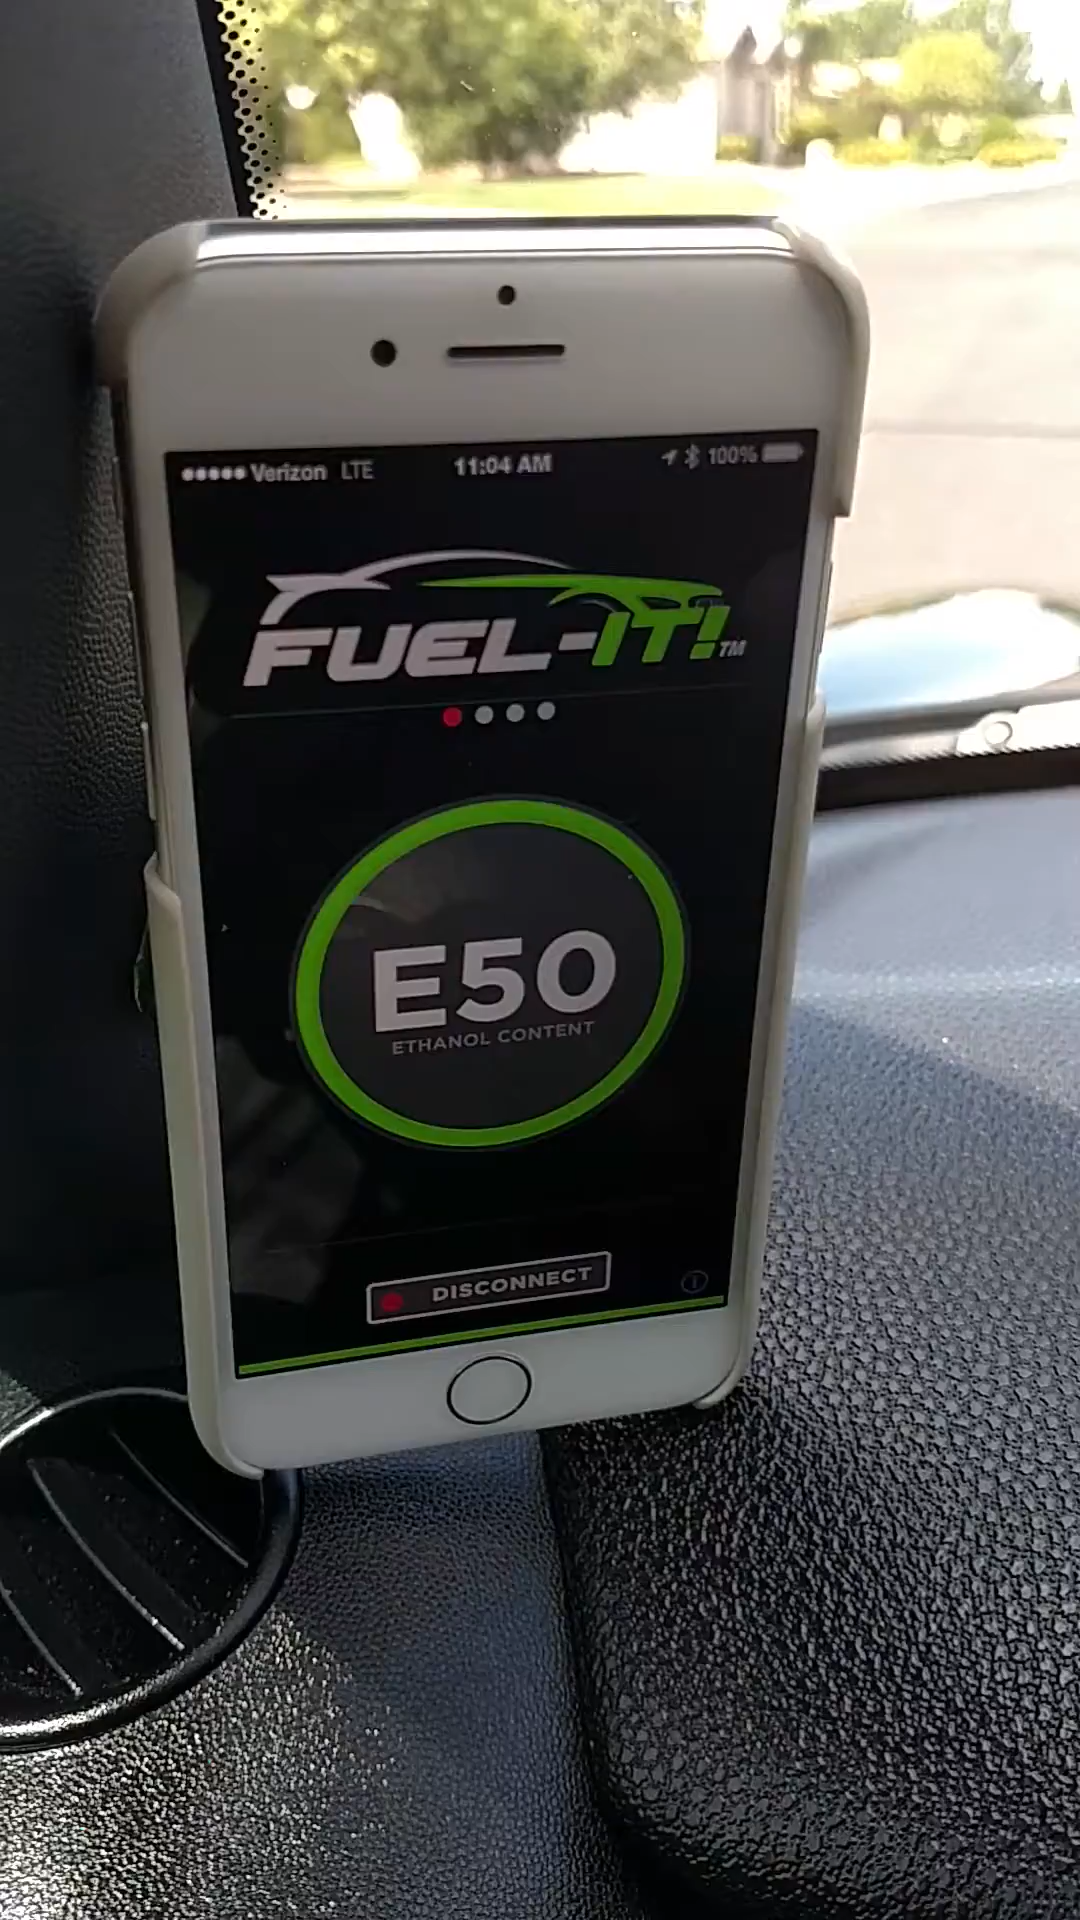 Verizon LTE 11:04 AM 100%
FUEL-IT!™
E50
ETHANOL CONTENT
DISCONNECT